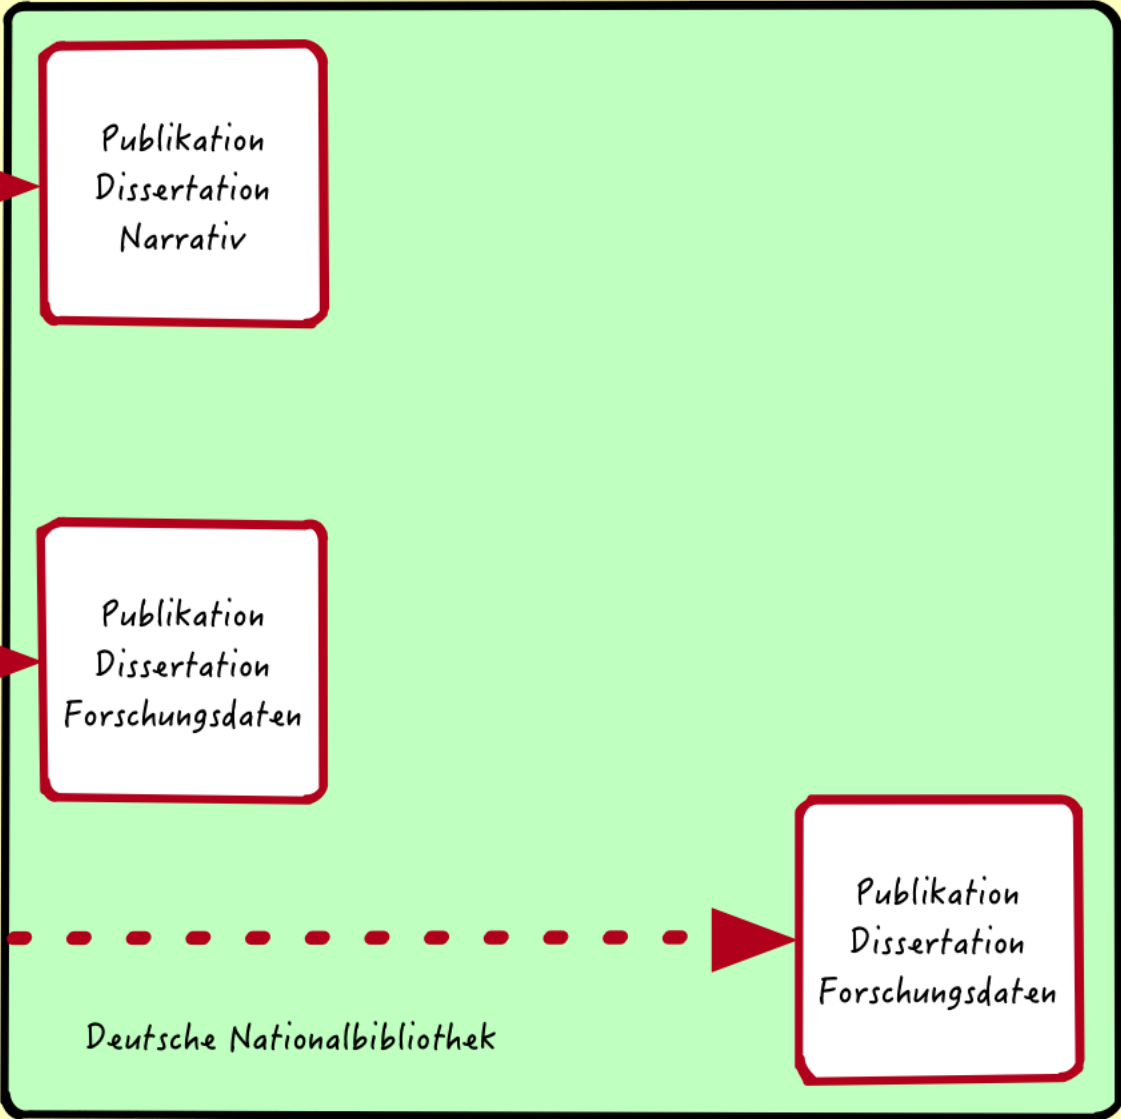 Publikation
Dissertation
Narrativ
Publikation
Dissertation
Forschungsdaten
Publikation
Dissertation
Forschungsdaten
Deutsche Nationalbibliothek